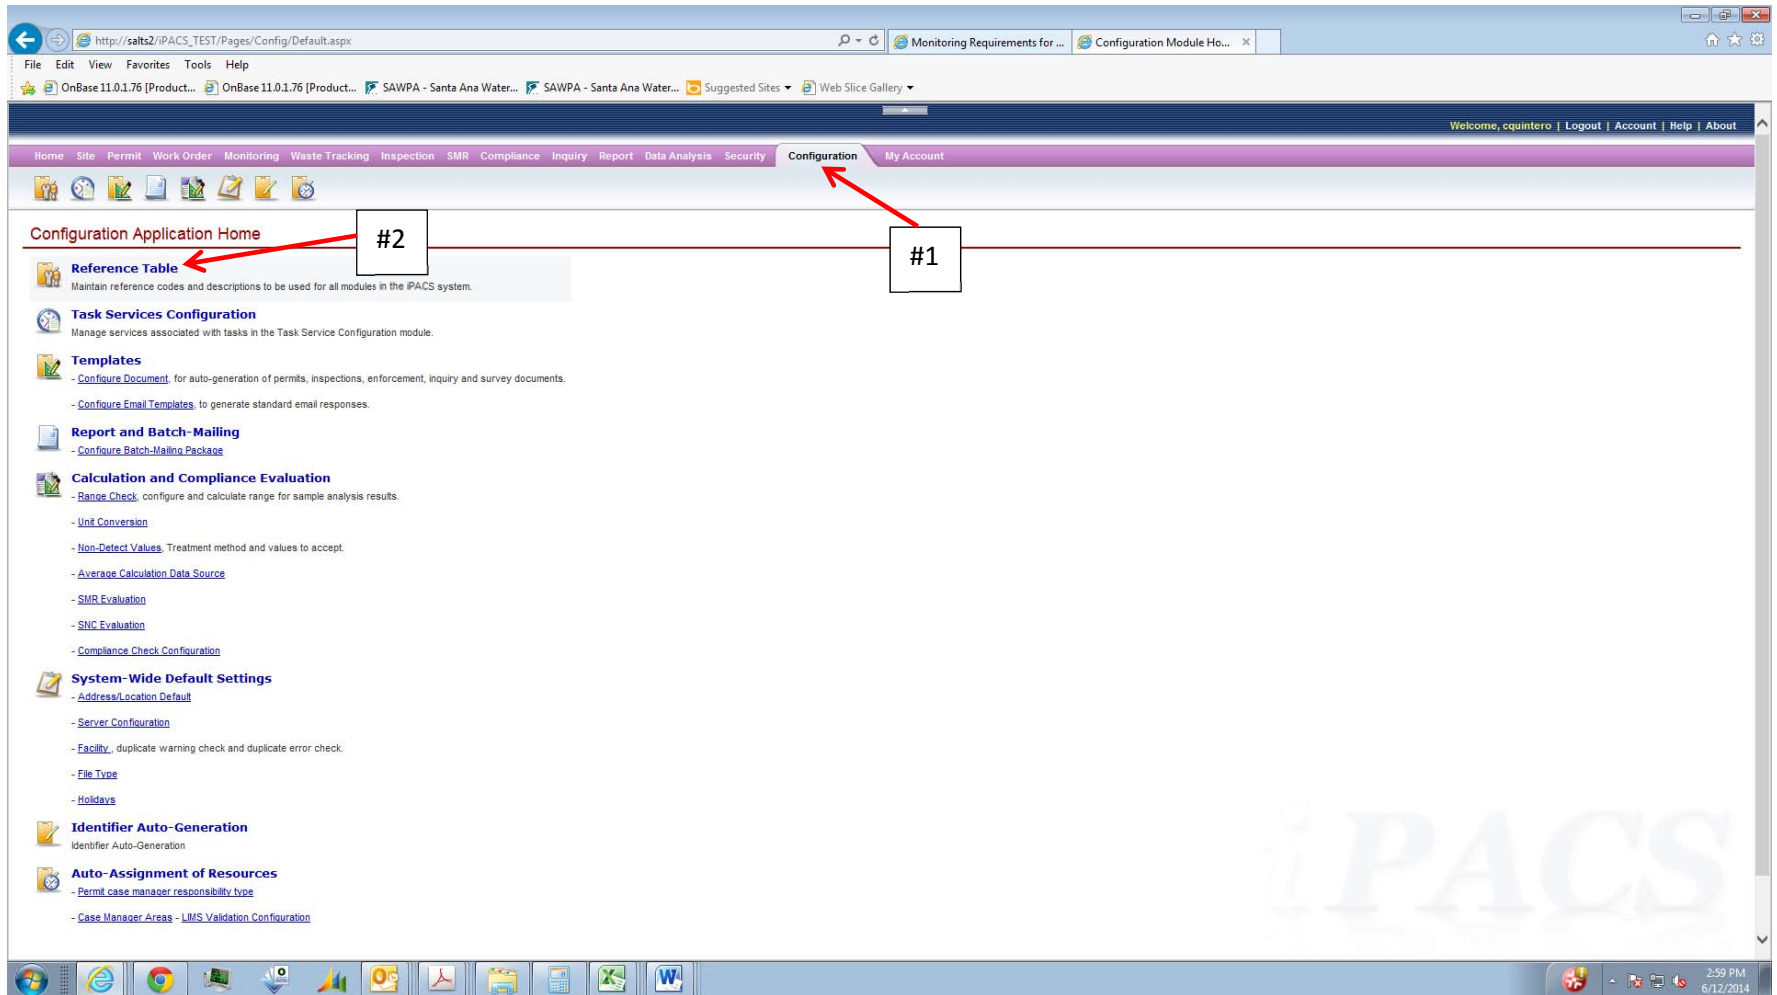 http://salts2/iPACS_TEST/Pages/Config/Default.aspx
Monitoring Requirements for ...
Configuration Module Ho...
File Edit View Favorites Tools Help
OnBase 11.0.1.76 [Product... OnBase 11.0.1.76 [Product... SAWPA - Santa Ana Water... SAWPA - Santa Ana Water... Suggested Sites Web Slice Gallery
Welcome, cquintero | Logout | Account | Help | About
Home Site Permit Work Order Monitoring Waste Tracking Inspection SMR Compliance Inquiry Report Data Analysis Security Configuration My Account
Configuration Application Home
#2
#1
Reference Table
Maintain reference codes and descriptions to be used for all modules in the iPACS system.
Task Services Configuration
Manage services associated with tasks in the Task Service Configuration module.
Templates
- Configure Document, for auto-generation of permits, inspections, enforcement, inquiry and survey documents.
- Configure Email Templates, to generate standard email responses.
Report and Batch-Mailing
- Configure Batch-Mailing Package
Calculation and Compliance Evaluation
- Range Check, configure and calculate range for sample analysis results.
- Unit Conversion
- Non-Detect Values, Treatment method and values to accept.
- Average Calculation Data Source
- SMR Evaluation
- SNC Evaluation
- Compliance Check Configuration
System-Wide Default Settings
- Address/Location Default
- Server Configuration
- Facility , duplicate warning check and duplicate error check.
- File Type
- Holidays
Identifier Auto-Generation
Identifier Auto-Generation
Auto-Assignment of Resources
- Permit case manager responsibility type
- Case Manager Areas - LIMS Validation Configuration
iPACS
2:59 PM
6/12/2014